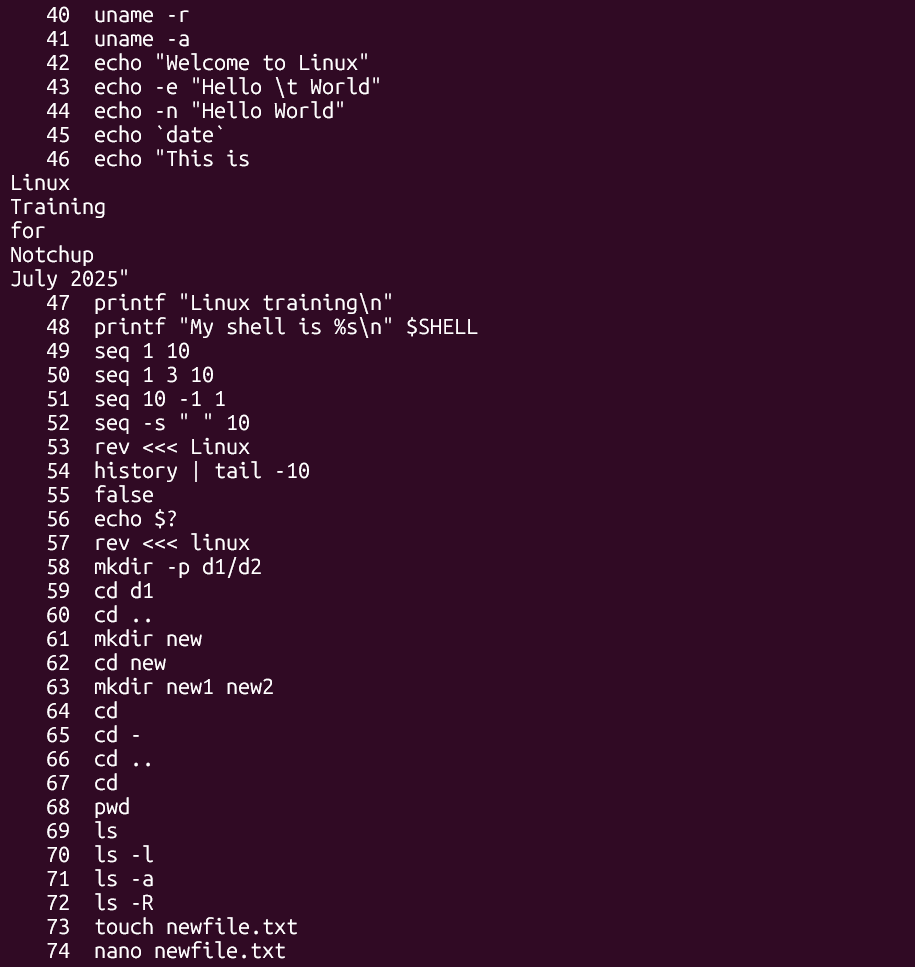 40  uname -r
41  uname -a
42  echo "Welcome to Linux"
43  echo -e "Hello \t World"
44  echo -n "Hello World"
45  echo `date`
46  echo "This is
Linux
Training
for
Notchup
July 2025"
47  printf "Linux training\n"
48  printf "My shell is %s\n" $SHELL
49  seq 1 10
50  seq 1 3 10
51  seq 10 -1 1
52  seq -s " " 10
53  rev <<< Linux
54  history | tail -10
55  false
56  echo $?
57  rev <<< linux
58  mkdir -p d1/d2
59  cd d1
60  cd ..
61  mkdir new
62  cd new
63  mkdir new1 new2
64  cd
65  cd -
66  cd ..
67  cd
68  pwd
69  ls
70  ls -l
71  ls -a
72  ls -R
73  touch newfile.txt
74  nano newfile.txt